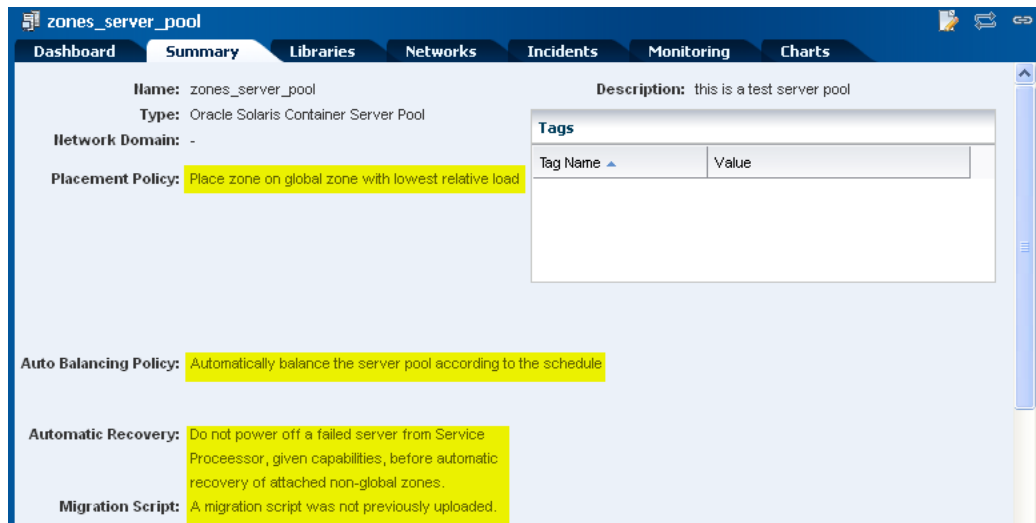 zones_server_pool
Dashboard Summary Libraries Networks Incidents Monitoring Charts
Name: zones_server_pool
Description: this is a test server pool
Type: Oracle Solaris Container Server Pool
Network Domain: -
Tags
Tag Name Value
Placement Policy: Place zone on global zone with lowest relative load
Auto Balancing Policy: Automatically balance the server pool according to the schedule
Automatic Recovery: Do not power off a failed server from Service
Proceessor, given capabilities, before automatic
recovery of attached non-global zones.
Migration Script: A migration script was not previously uploaded.